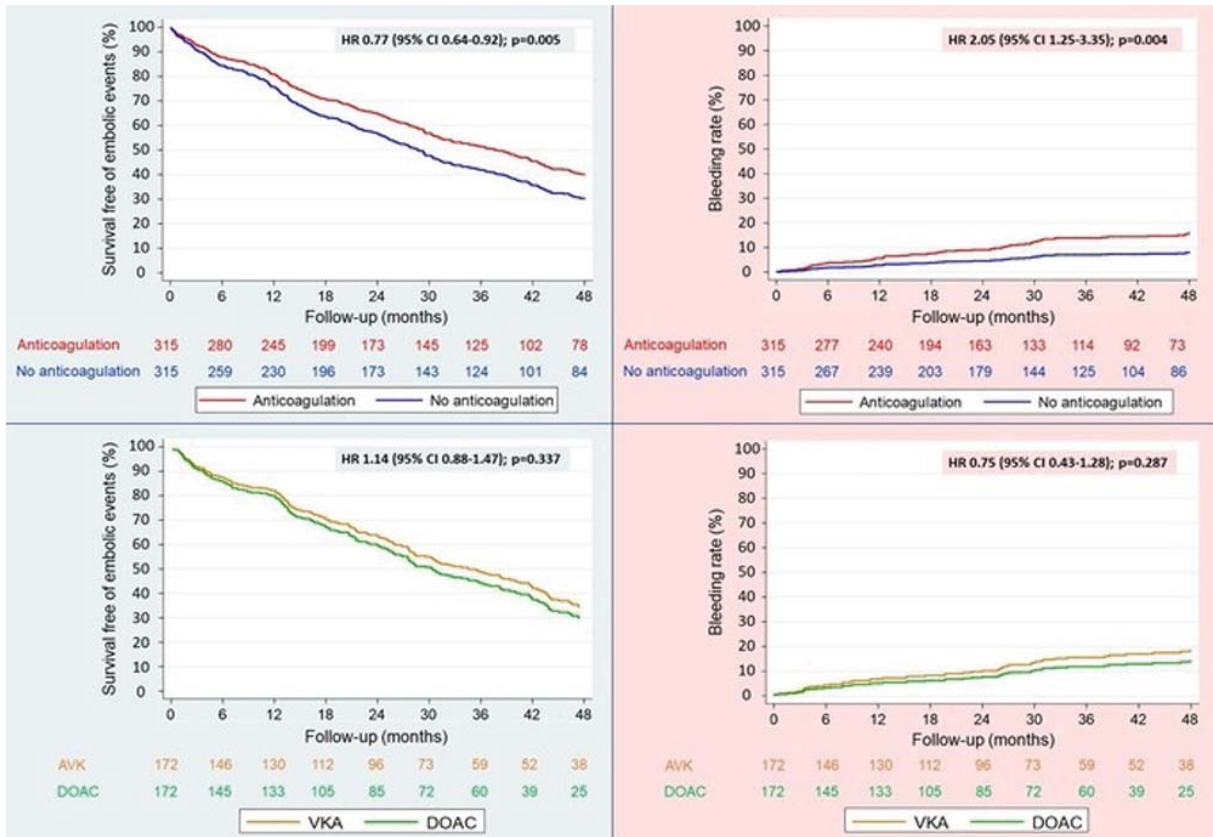 HR 0.77 (95% CI 0.64-0.92); p=0.005
Survival free of embolic events (%)
100
90
80
70
60
50
40
30
20
10
0
0 6 12 18 24 30 36 42 48
Follow-up (months)
Anticoagulation 315 280 245 199 173 145 125 102 78
No anticoagulation 315 259 230 196 173 143 124 101 84
Anticoagulation No anticoagulation
HR 2.05 (95% CI 1.25-3.35); p=0.004
Bleeding rate (%)
100
90
80
70
60
50
40
30
20
10
0
0 6 12 18 24 30 36 42 48
Follow-up (months)
Anticoagulation 315 277 240 194 163 133 114 92 73
No anticoagulation 315 267 239 203 179 144 125 104 86
Anticoagulation No anticoagulation
HR 1.14 (95% CI 0.88-1.47); p=0.337
Survival free of embolic events (%)
100
90
80
70
60
50
40
30
20
10
0
0 6 12 18 24 30 36 42 48
Follow-up (months)
AVK 172 146 130 112 96 73 59 52 38
DOAC 172 145 133 105 85 72 60 39 25
VKA DOAC
HR 0.75 (95% CI 0.43-1.28); p=0.287
Bleeding rate (%)
100
90
80
70
60
50
40
30
20
10
0
0 6 12 18 24 30 36 42 48
Follow-up (months)
AVK 172 146 130 112 96 73 59 52 38
DOAC 172 145 133 105 85 72 60 39 25
VKA DOAC